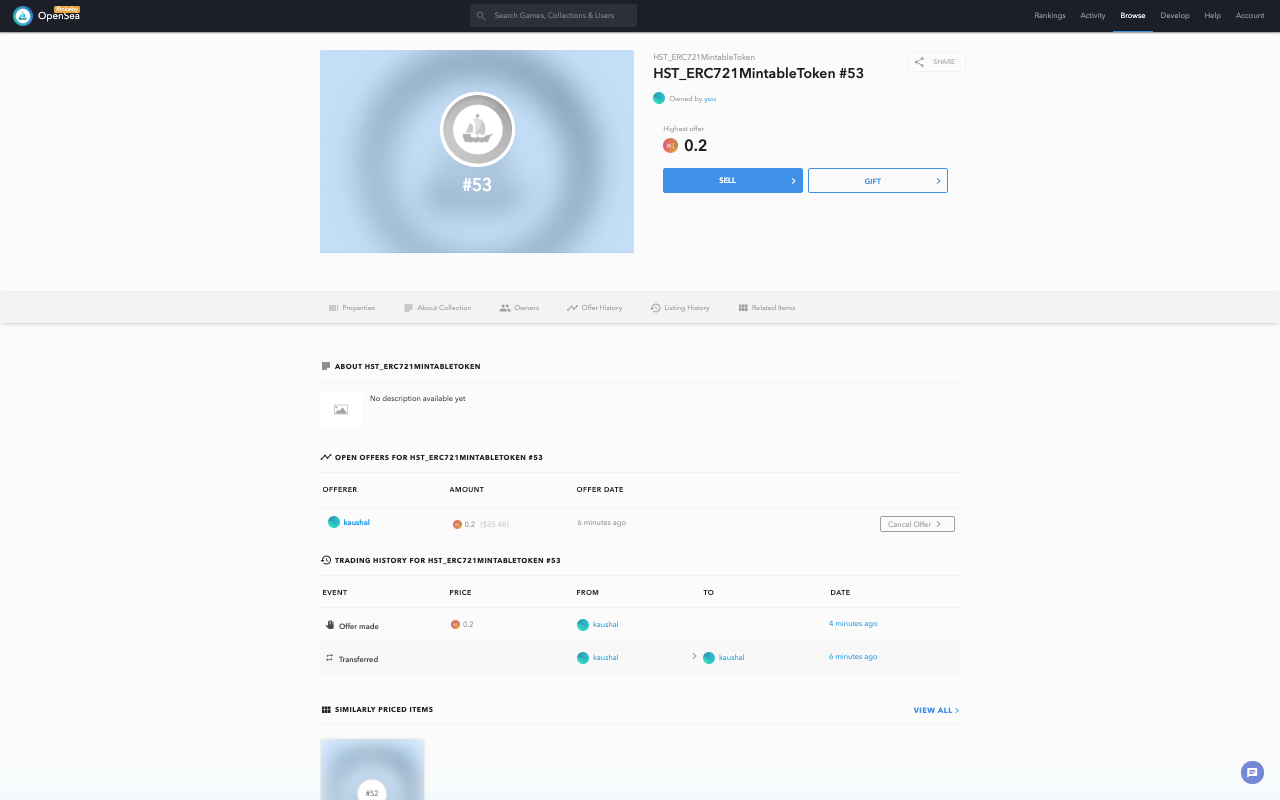 Rinkeby
OpenSea
Search Games, Collections & Users
Rankings Activity Browse Develop Help Account
#53
HST_ERC721MintableToken
SHARE
HST_ERC721MintableToken #53
Owned by you
Highest offer
0.2
SELL
GIFT
Properties About Collection Owners Offer History Listing History Related Items
ABOUT HST_ERC721MINTABLETOKEN
No description available yet
OPEN OFFERS FOR HST_ERC721MINTABLETOKEN #53
OFFERER AMOUNT OFFER DATE
kaushal 0.2 ($35.48) 6 minutes ago Cancel Offer
TRADING HISTORY FOR HST_ERC721MINTABLETOKEN #53
EVENT PRICE FROM TO DATE
Offer made 0.2 kaushal 4 minutes ago
Transferred kaushal kaushal 6 minutes ago
SIMILARLY PRICED ITEMS VIEW ALL
#52